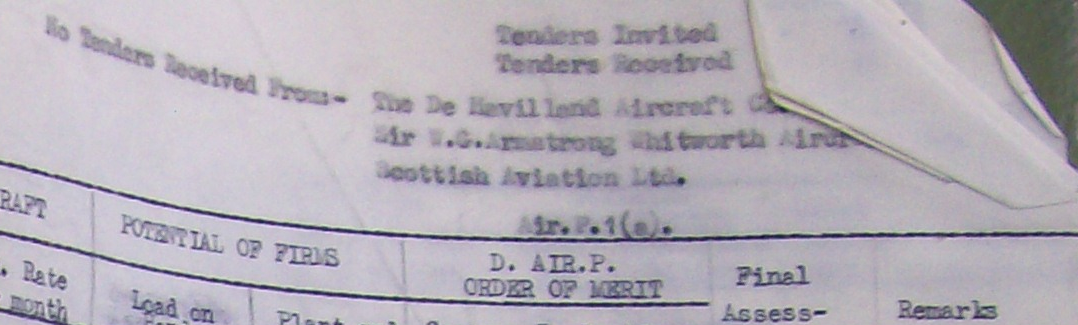 Tenders Invited
Tenders Received
No Tenders Received From:- The De Havilland Aircraft
Sir W.G.Armstrong Whitworth
Scottish Aviation Ltd.
Air.P.1(a).
POTENTIAL OF FIRMS
D. AIR.P.
ORDER OF MERIT
Final
Assess-
Remarks
. Rate
month
Load on